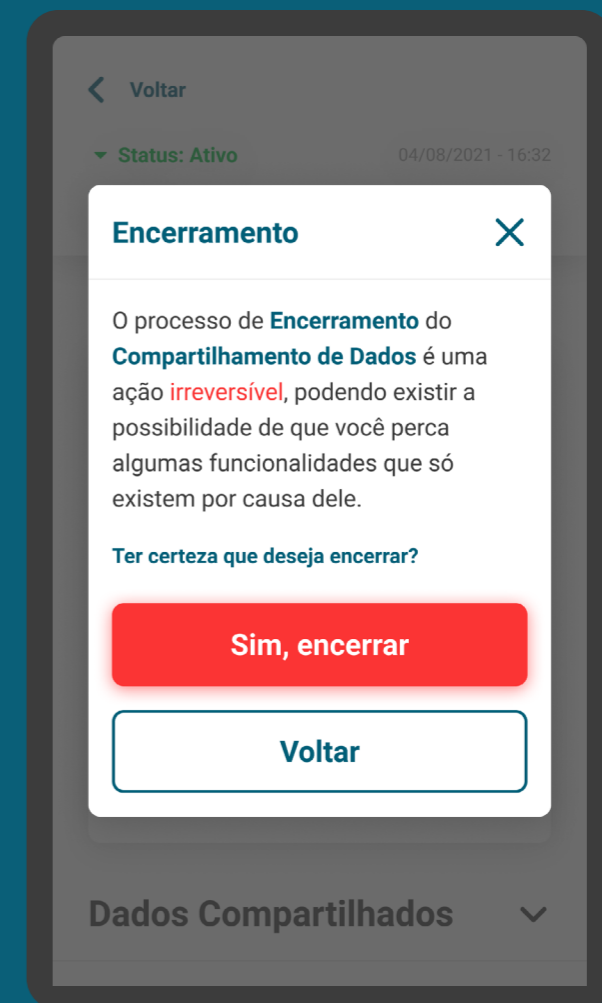 Voltar
Status: Ativo 04/08/2021 - 16:32
Encerramento
O processo de Encerramento do
Compartilhamento de Dados é uma
ação irreversível, podendo existir a
possibilidade de que você perca
algumas funcionalidades que só
existem por causa dele.
Ter certeza que deseja encerrar?
Sim, encerrar
Voltar
Dados Compartilhados